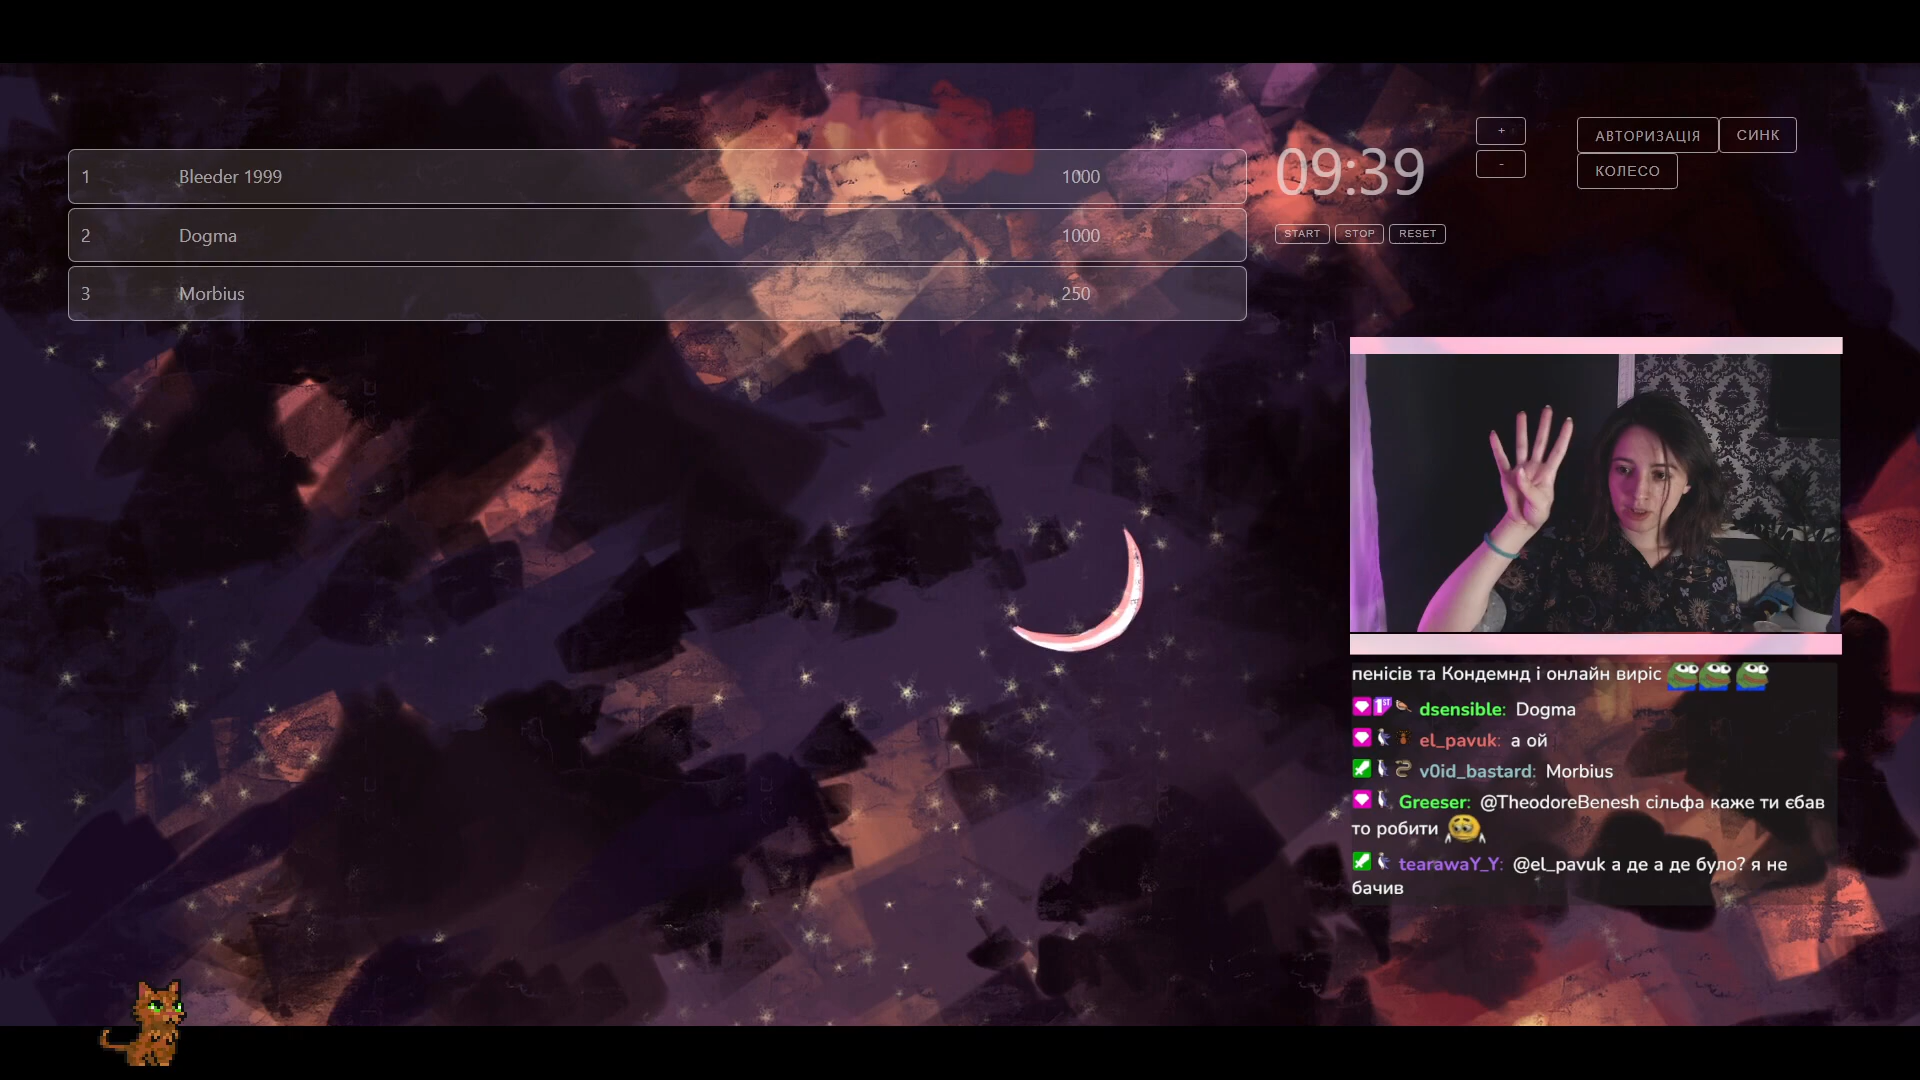 1 Bleeder 1999 1000
2 Dogma 1000
3 Morbius 250
09:39
+
-
START STOP RESET
АВТОРИЗАЦІЯ СИНК
КОЛЕСО
пенісів та Кондемнд і онлайн виріс
1ST dsensible: Dogma
el_pavuk: а ой
v0id_bastard: Morbius
Greeser: @TheodoreBenesh сільфа каже ти єбав
то робити
tearawaY_Y: @el_pavuk а де а де було? я не
бачив